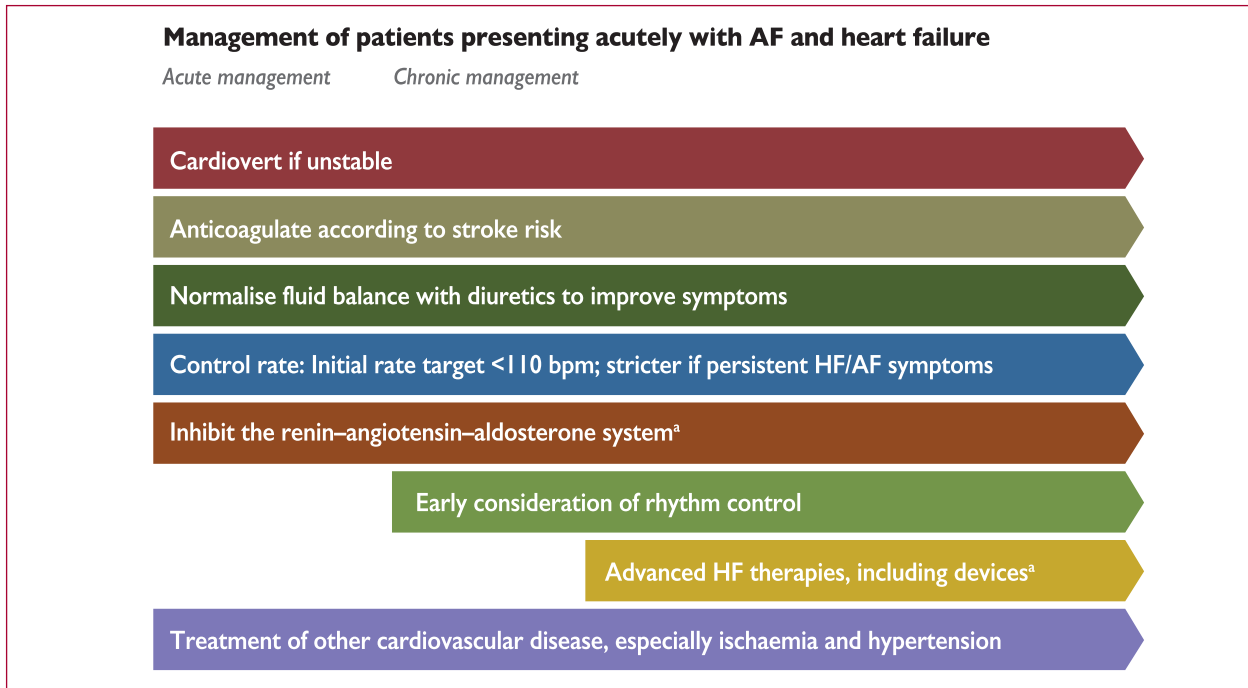 Management of patients presenting acutely with AF and heart failure
Acute management Chronic management
Cardiovert if unstable
Anticoagulate according to stroke risk
Normalise fluid balance with diuretics to improve symptoms
Control rate: Initial rate target <110 bpm; stricter if persistent HF/AF symptoms
Inhibit the renin–angiotensin–aldosterone systemᵃ
Early consideration of rhythm control
Advanced HF therapies, including devicesᵃ
Treatment of other cardiovascular disease, especially ischaemia and hypertension